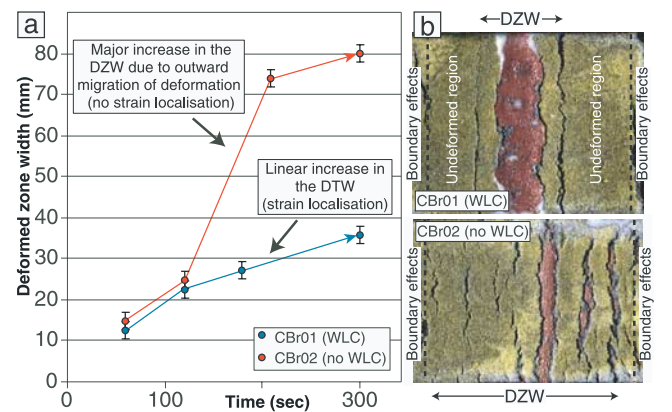 a
Deformed zone width (mm)
80
70
60
50
40
30
20
10
0
Major increase in the
DZW due to outward
migration of deformation
(no strain localisation)
Linear increase in
the DTW
(strain localisation)
CBr01 (WLC)
CBr02 (no WLC)
0
100
Time (sec)
300
b
DZW
Boundary effects
Undeformed region
Undeformed region
Boundary effects
CBr01 (WLC)
CBr02 (no WLC)
Boundary effects
Boundary effects
DZW